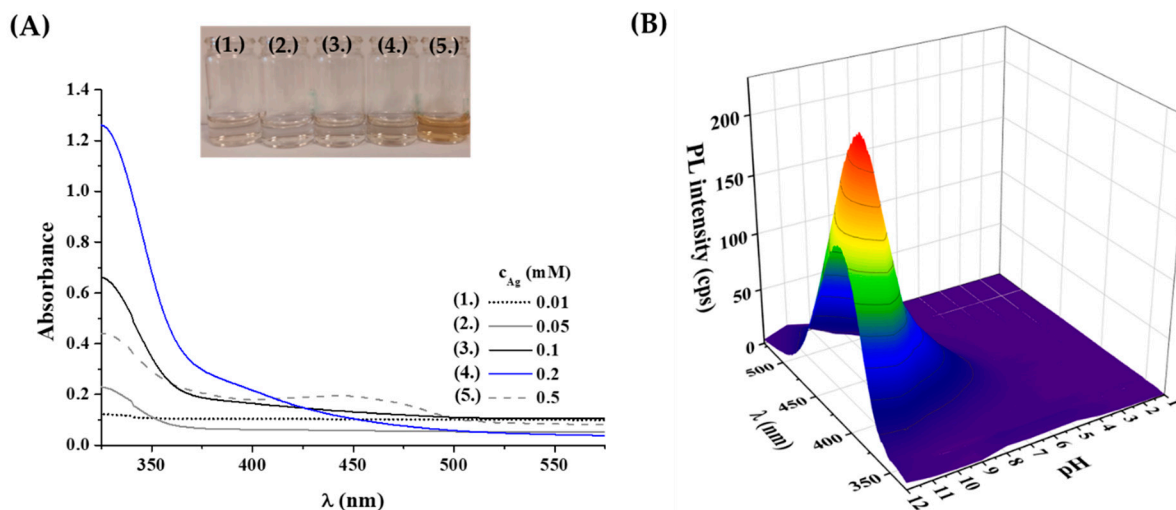 (A)
(1.) (2.) (3.) (4.) (5.)
1.4
1.2
1.0
0.8
0.6
0.4
0.2
0.0
Absorbance
350 400 450 500 550
λ (nm)
c_Ag (mM)
(1.) 0.01
(2.) 0.05
(3.) 0.1
(4.) 0.2
(5.) 0.5
(B)
200
150
100
50
0
PL intensity (cps)
500
450
400
350
λ (nm)
12 11 10 9 8 7 6 5 4 3 2
pH